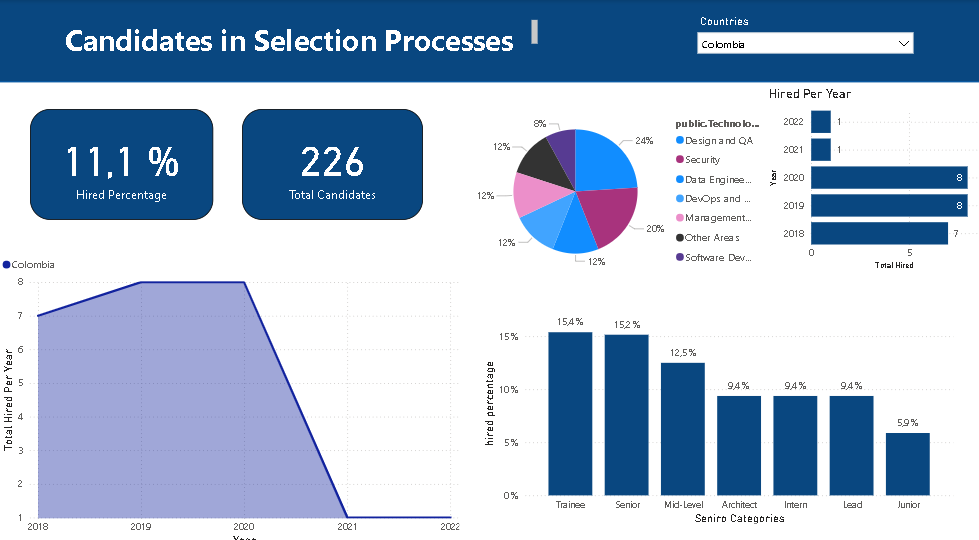 Candidates in Selection Processes
Countries
Colombia
11,1 %
Hired Percentage
226
Total Candidates
8%
12%
12%
12%
12%
20%
24%
public.Technolo...
Design and QA
Security
Data Enginee...
DevOps and ...
Management...
Other Areas
Software Dev...
Hired Per Year
Year
2022
1
2021
1
2020
8
2019
8
2018
7
0
5
Total Hired
Colombia
Total Hired Per Year
8
7
6
5
4
3
2
1
2018
2019
2020
2021
2022
Year
hired percentage
15%
10%
5%
0%
15,4%
15,2%
12,5%
9,4%
9,4%
9,4%
5,9%
Trainee
Senior
Mid-Level
Architect
Intern
Lead
Junior
Seniro Categories